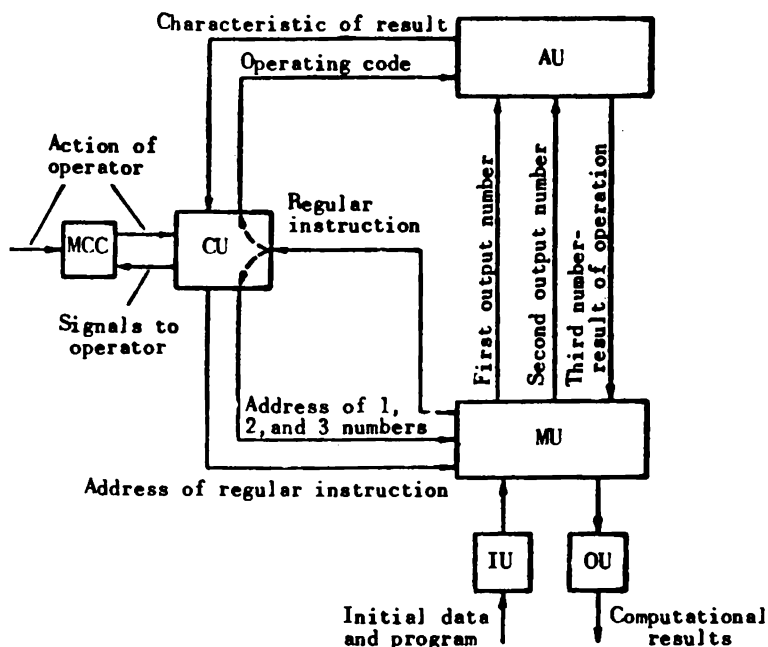 Characteristic of result
AU
Operating code
Action of
operator
Regular
instruction
MCC
CU
Signals to
operator
First output number
Second output number
Third number-
result of operation
Address of 1,
2, and 3 numbers
MU
Address of regular instruction
IU
OU
Initial data
and program
Computational
results